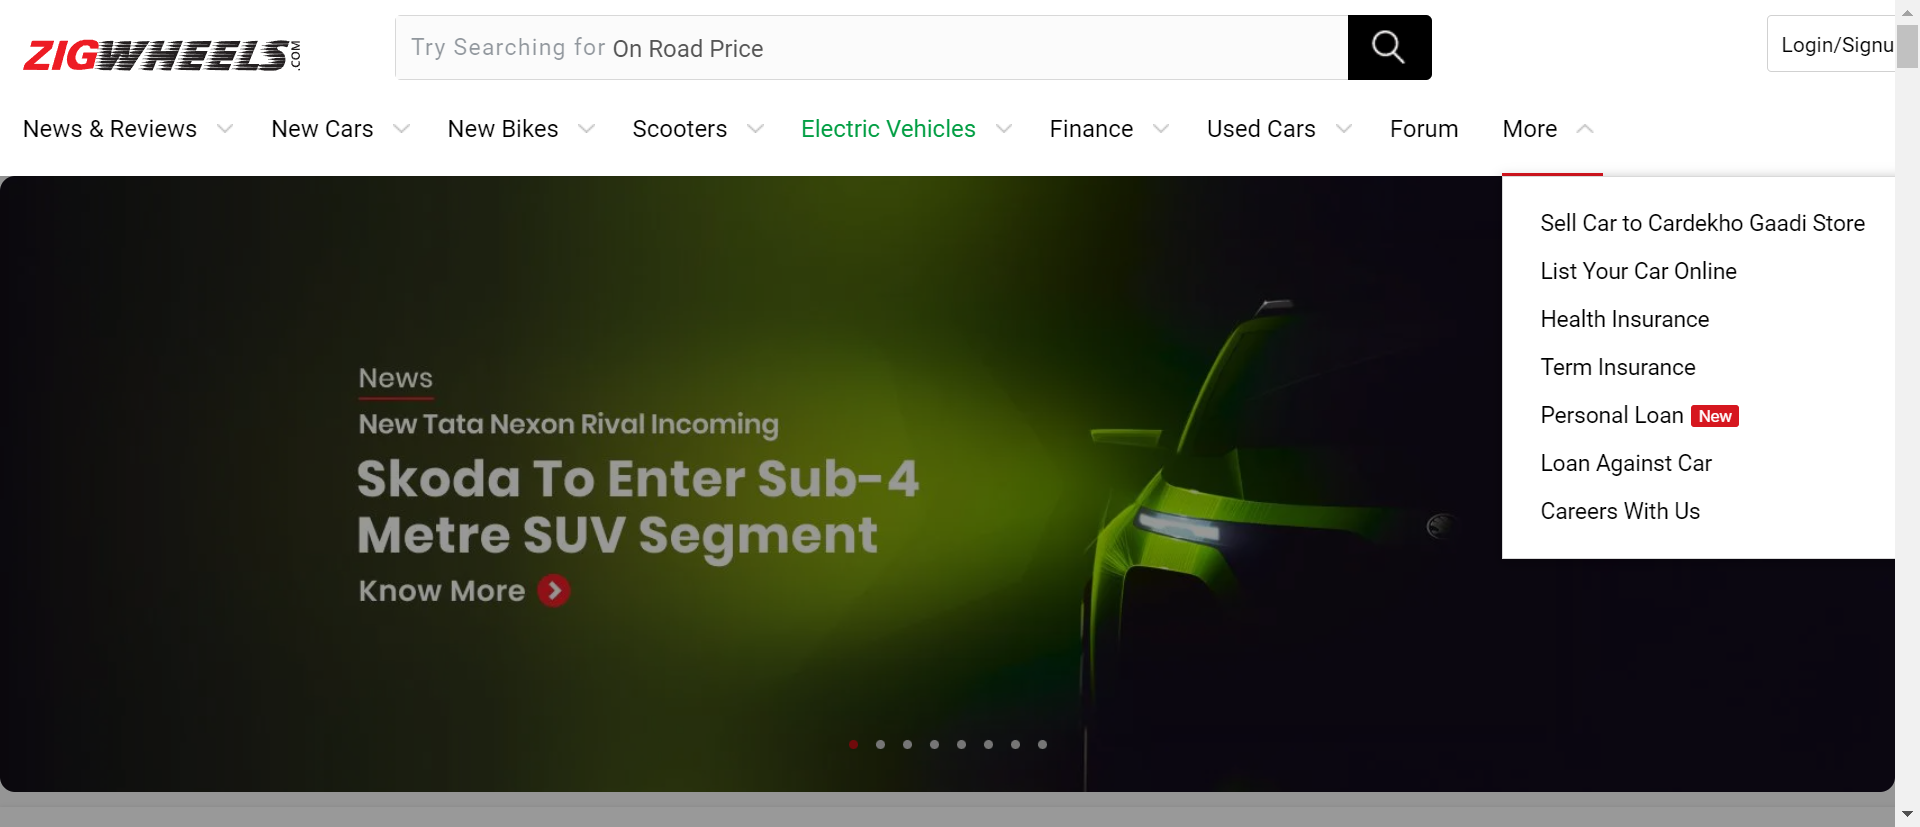 ZIGWHEELS.COM
Try Searching for On Road Price
Login/Signu
News & Reviews
New Cars
New Bikes
Scooters
Electric Vehicles
Finance
Used Cars
Forum
More
Sell Car to Cardekho Gaadi Store
List Your Car Online
Health Insurance
Term Insurance
Personal Loan New
Loan Against Car
Careers With Us
News
New Tata Nexon Rival Incoming
Skoda To Enter Sub-4
Metre SUV Segment
Know More